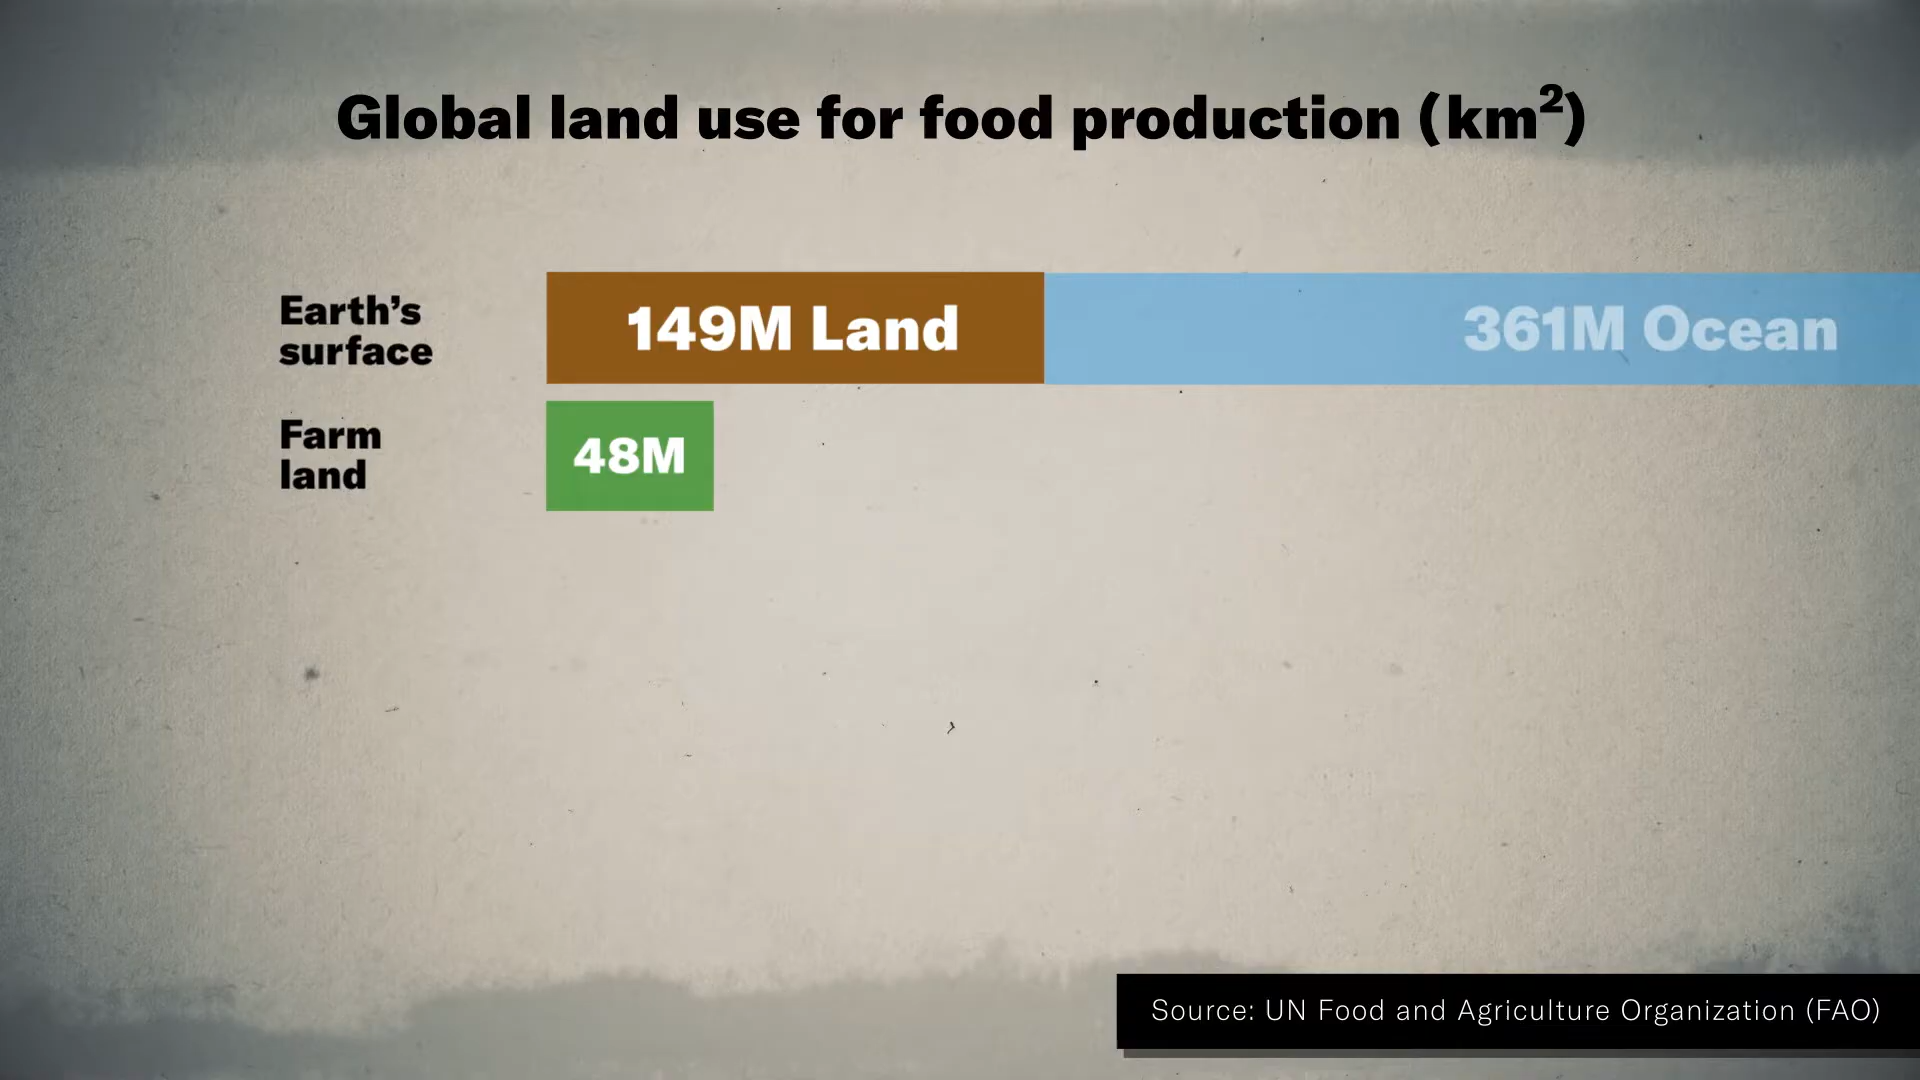 Global land use for food production (km²)
Earth’s
surface
149M Land
361M Ocean
Farm
land
48M
Source: UN Food and Agriculture Organization (FAO)